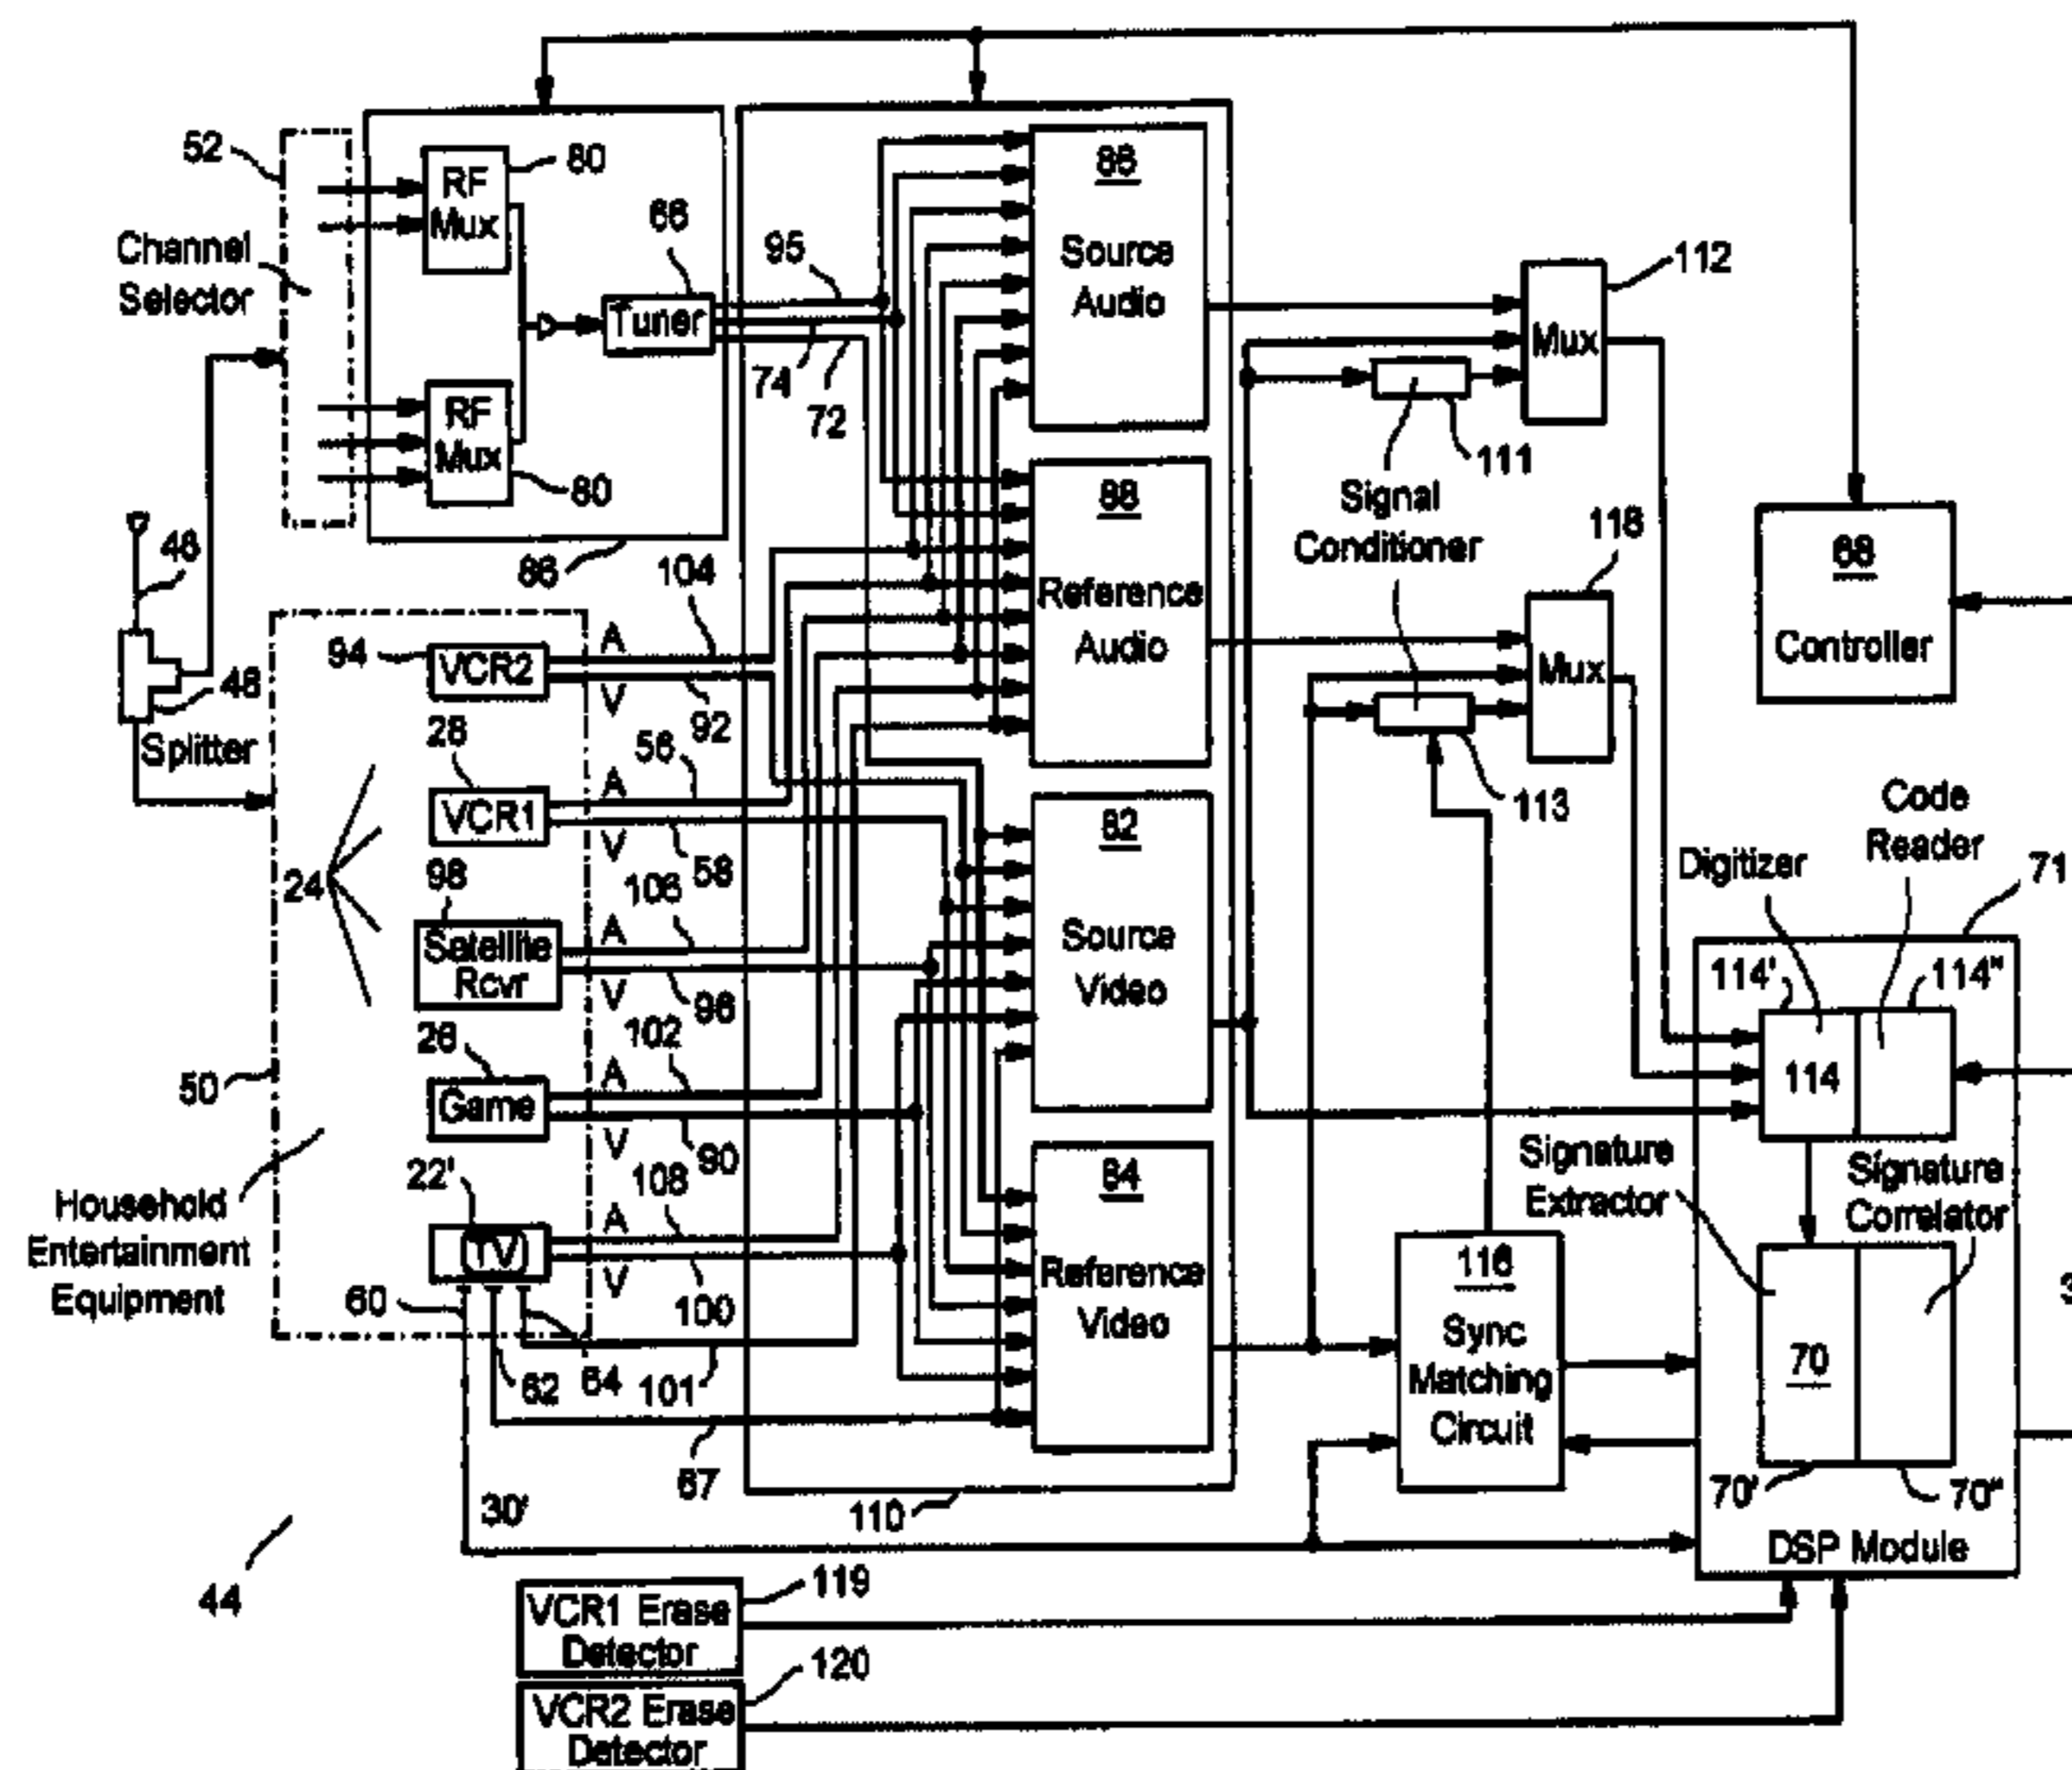 52
Channel
Selector
RF
Mux
80
66
Tuner
95
74
72
RF
Mux
80
86
48
48
Splitter
24
50
Household
Entertainment
Equipment
44
94
VCR2
A
V
104
92
28
VCR1
A
V
56
58
98
Satellite
Rcvr
A
V
106
96
26
Game
A
V
102
90
22'
TV
A
V
108
100
60
62
64
101
67
30'
110
Source
Audio
88
Reference
Audio
82
Source
Video
84
Reference
Video
112
Mux
111
Signal
Conditioner
118
Mux
113
68
Controller
Code
Reader
Digitizer
71
114'
114"
114
Signature
Extractor
Signature
Correlator
116
Sync
Matching
Circuit
70
70'
70"
DSP Module
3
VCR1 Erase
Detector
119
VCR2 Erase
Detector
120